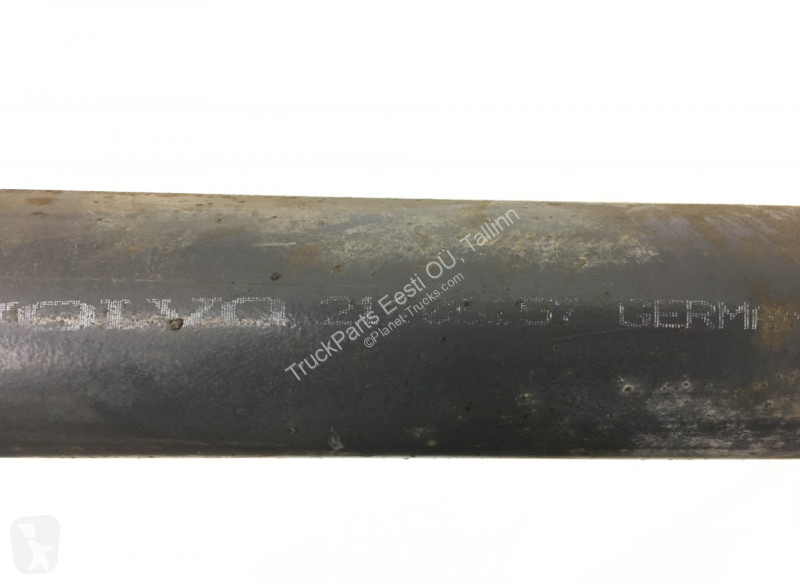 VOLVO GERM
TruckParts Eesti OÜ, Tallinn
©Planet-Trucks.com